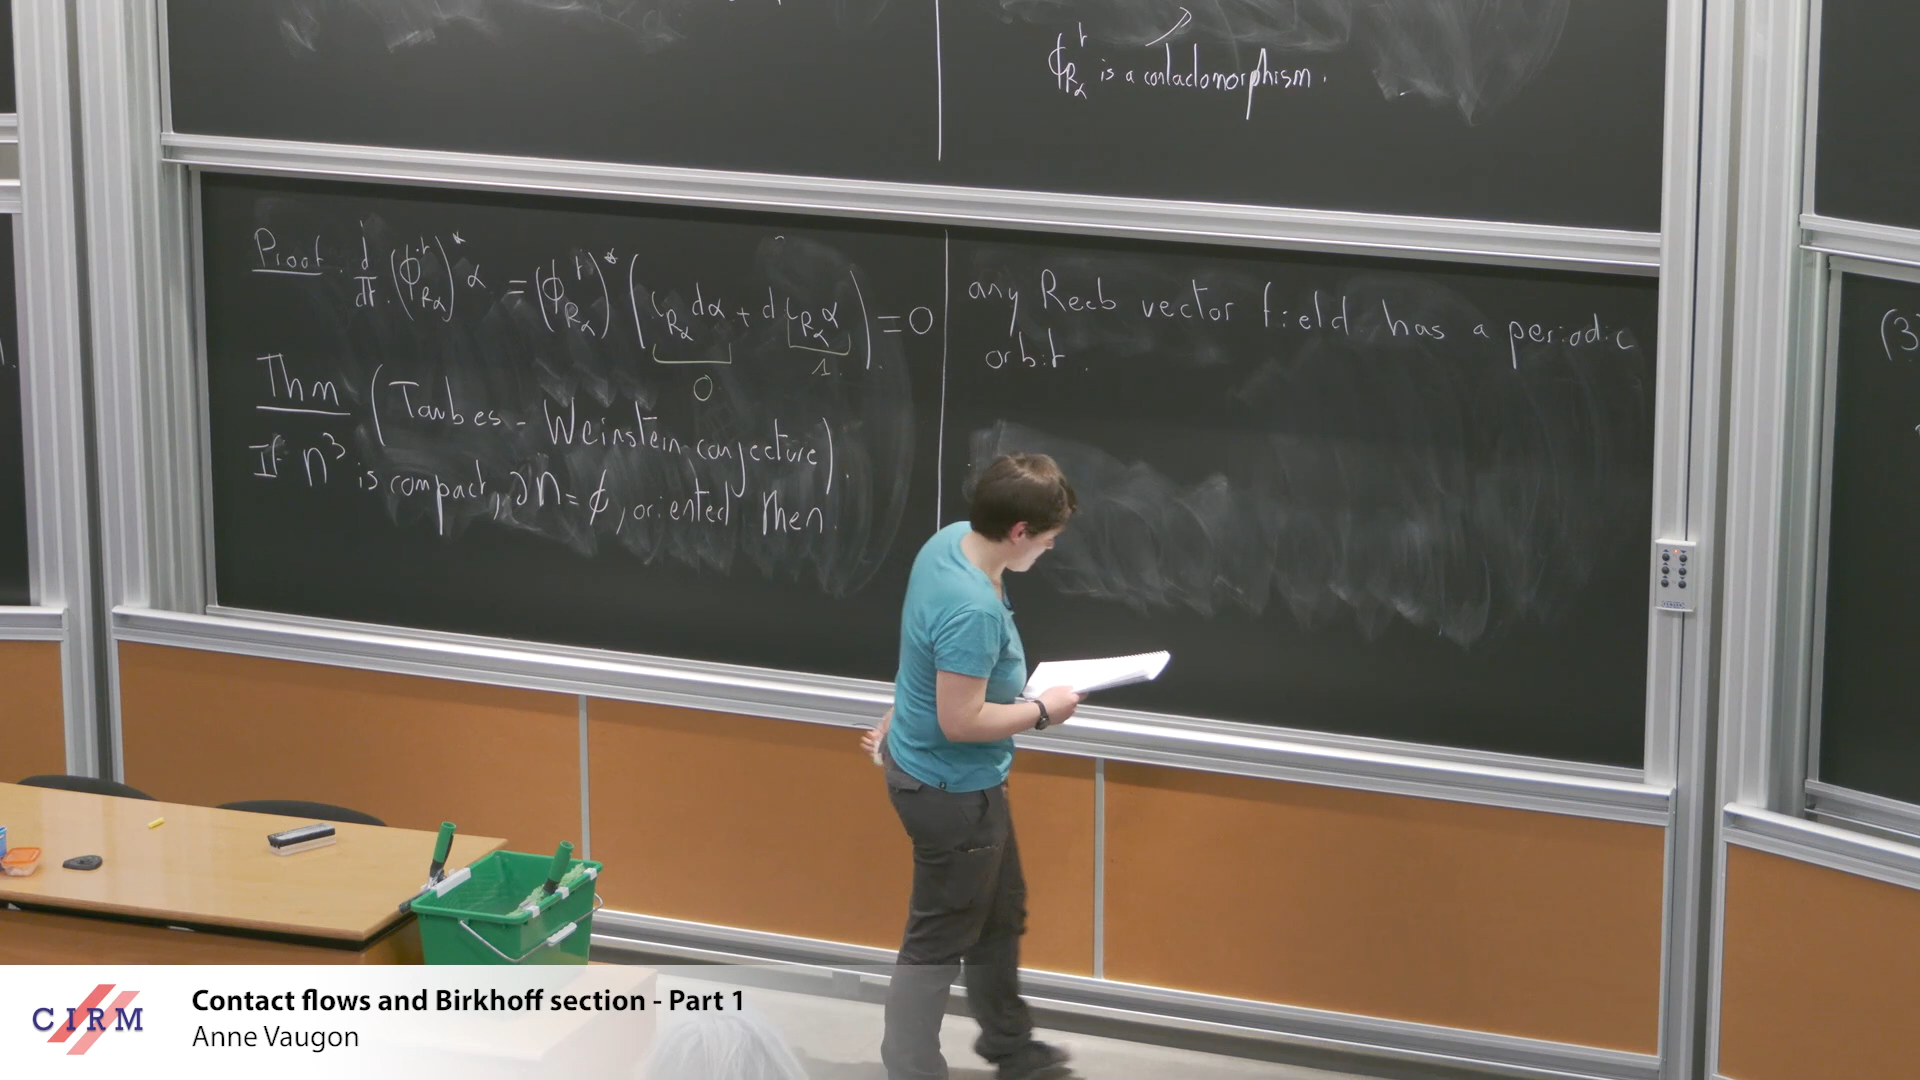 ϕ^t_{R_α} is a contactomorphism.
Proof. d/dt (ϕ^t_{R_α})^* α = (ϕ^t_{R_α})^* (ι_{R_α} dα + d ι_{R_α} α) = 0
0 1
Thm (Taubes - Weinstein conjecture).
If M^3 is compact, ∂M = ∅, oriented then
any Reeb vector field has a periodic
orbit.
(3
CIRM
Contact flows and Birkhoff section - Part 1
Anne Vaugon